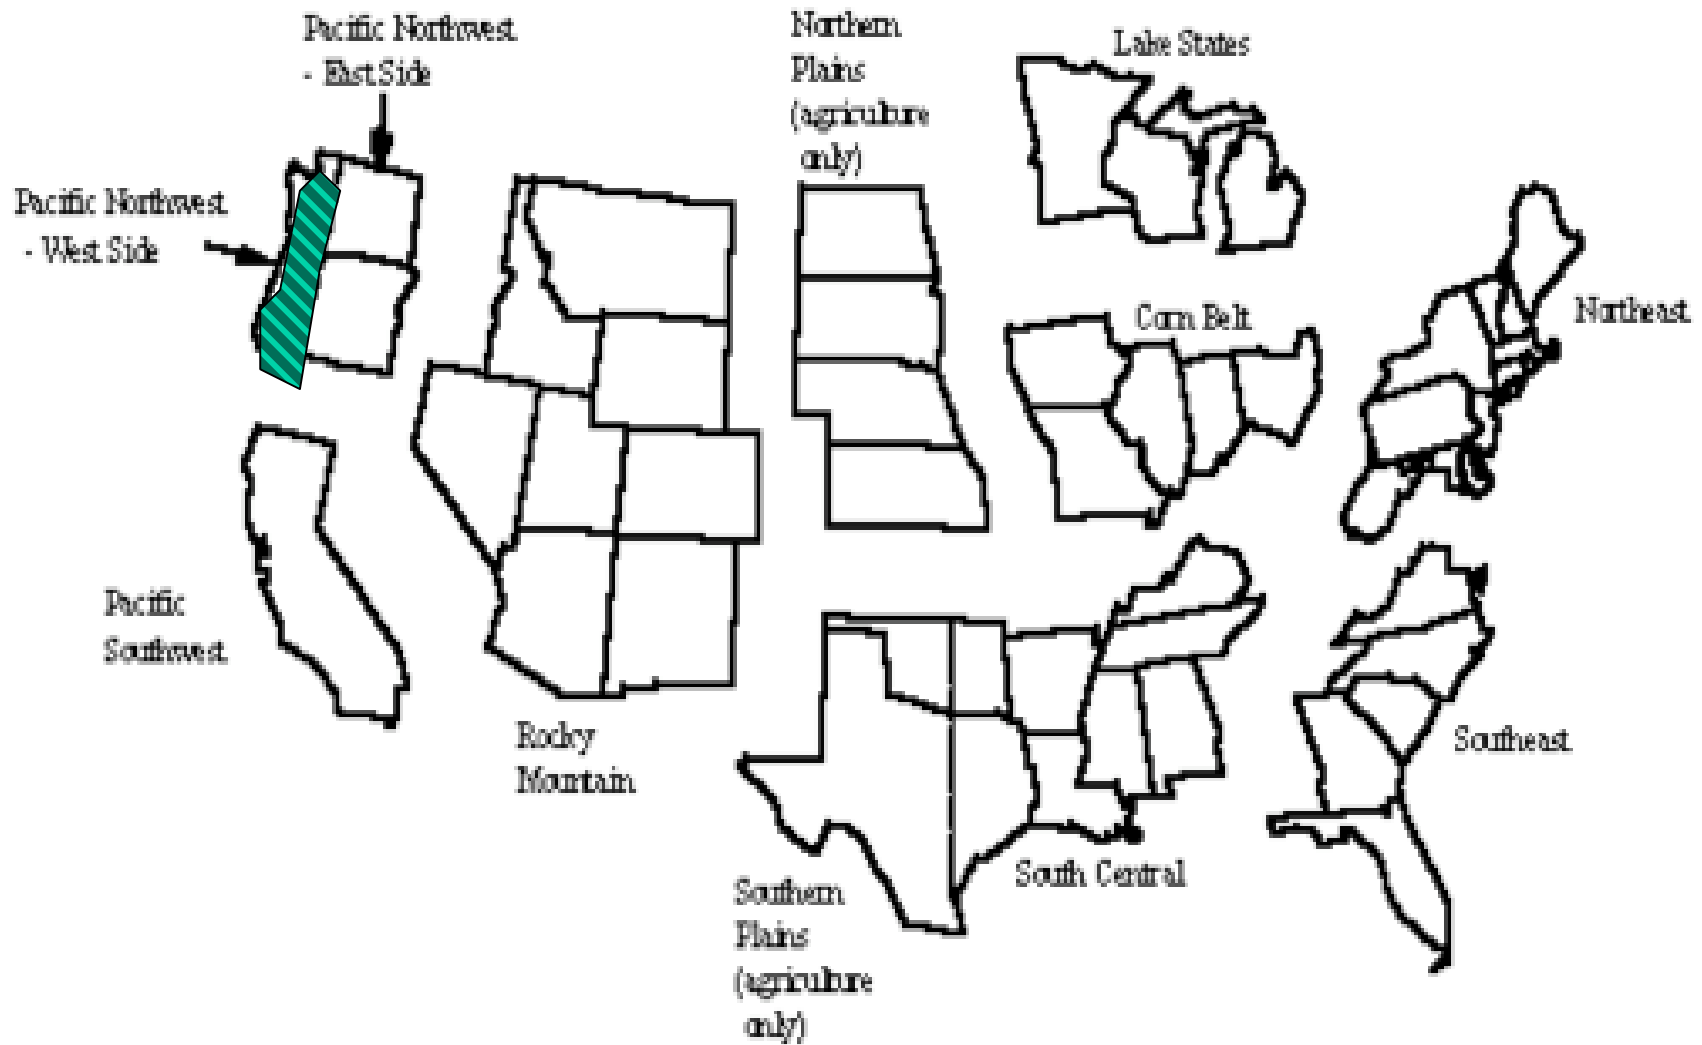 Pacific Northwest
- East Side
Northern
Plains
(agriculture
only)
Lake States
Pacific Northwest
- West Side
Northeast
Corn Belt
Pacific
Southwest
Rocky
Mountain
Southeast
South Central
Southern
Plains
(agriculture
only)